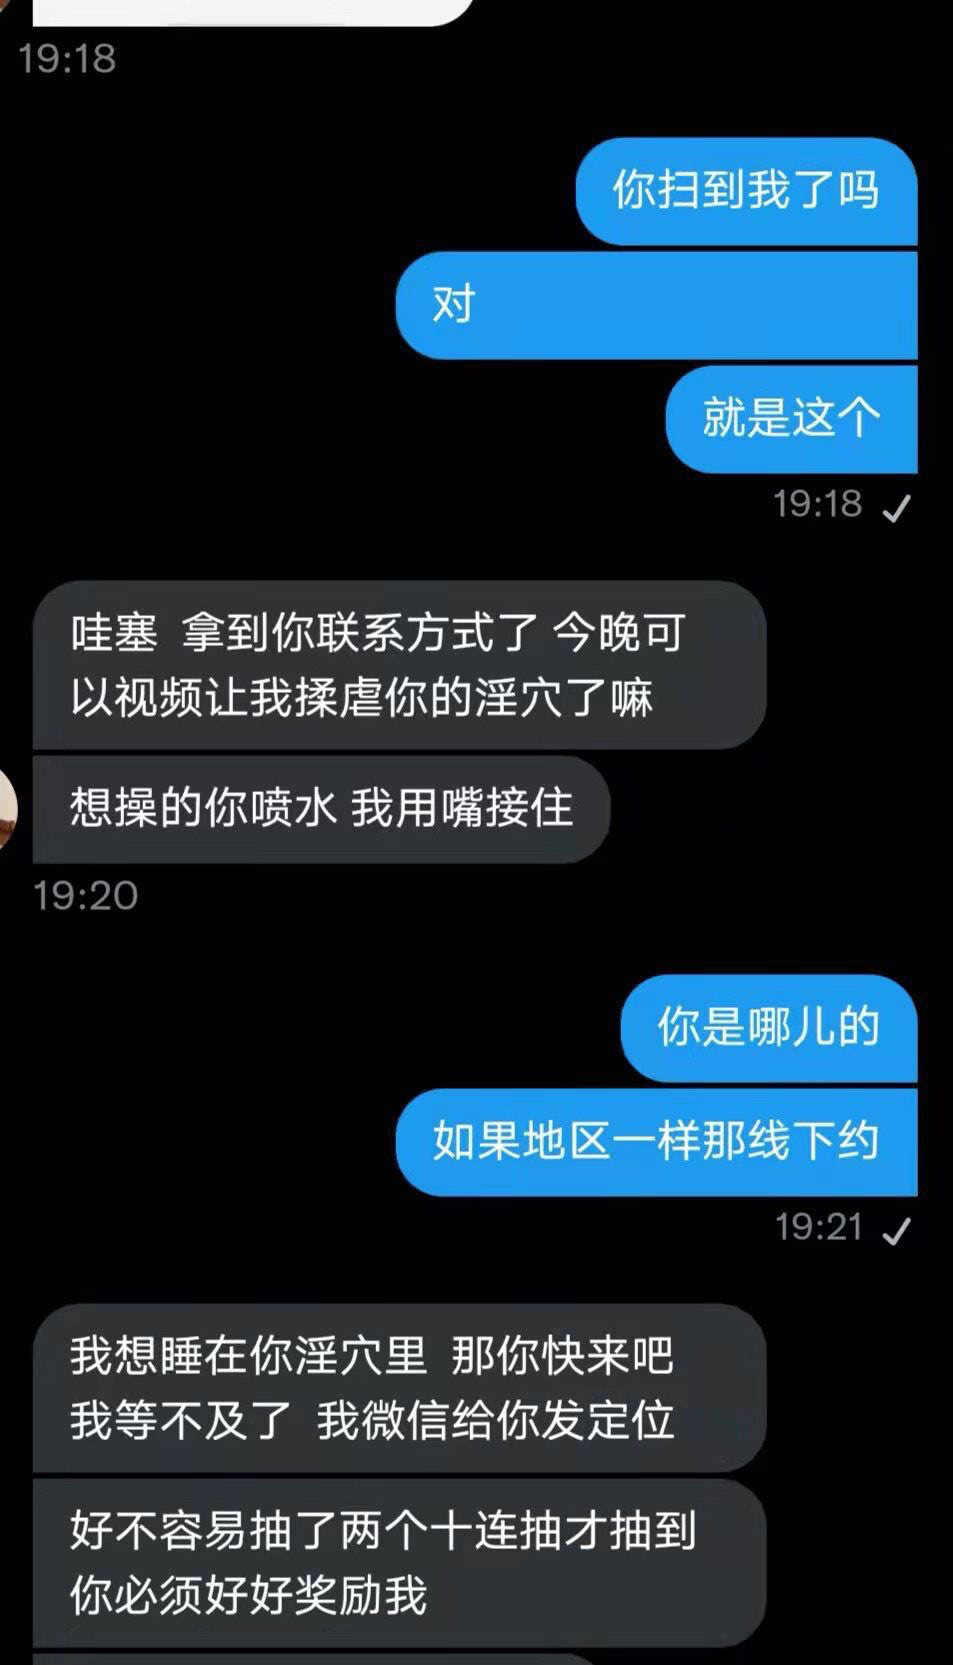 19:18
你扫到我了吗
对
就是这个
19:18
哇塞 拿到你联系方式了 今晚可
以视频让我揉虐你的淫穴了嘛
想操的你喷水 我用嘴接住
19:20
你是哪儿的
如果地区一样那线下约
19:21
我想睡在你淫穴里 那你快来吧
我等不及了 我微信给你发定位
好不容易抽了两个十连抽才抽到
你必须好好奖励我